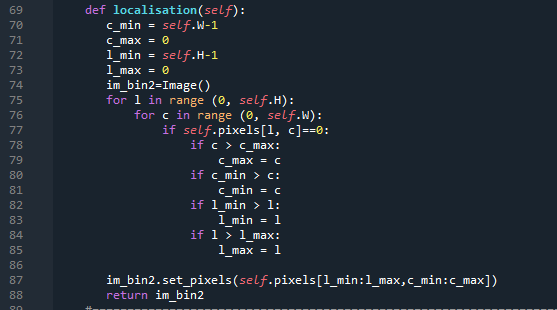 69 def localisation(self):
70 c_min = self.W-1
71 c_max = 0
72 l_min = self.H-1
73 l_max = 0
74 im_bin2=Image()
75 for l in range (0, self.H):
76 for c in range (0, self.W):
77 if self.pixels[l, c]==0:
78 if c > c_max:
79 c_max = c
80 if c_min > c:
81 c_min = c
82 if l_min > l:
83 l_min = l
84 if l > l_max:
85 l_max = l
86
87 im_bin2.set_pixels(self.pixels[l_min:l_max,c_min:c_max])
88 return im_bin2